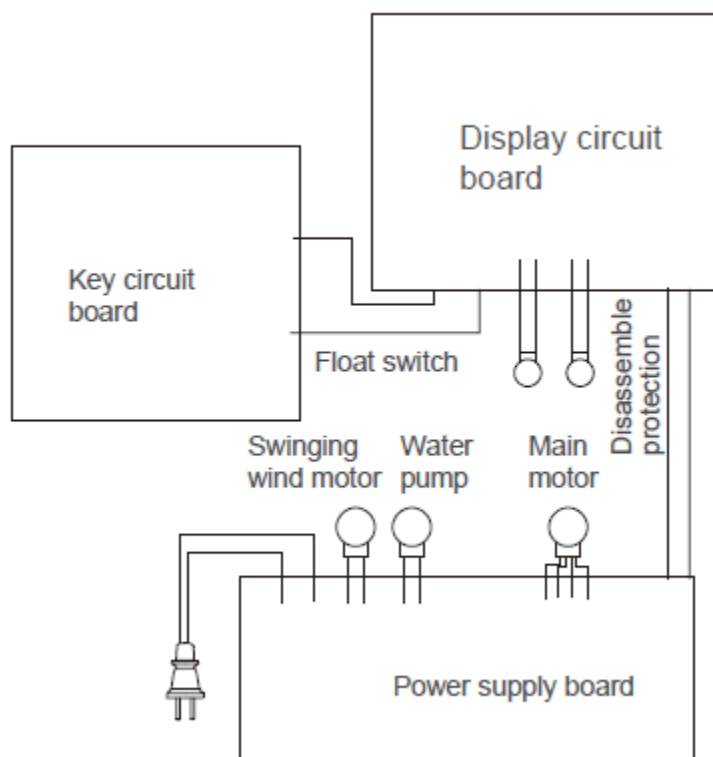 Display circuit
board
Key circuit
board
Float switch
Disassemble
protection
Swinging
wind motor
Water
pump
Main
motor
Power supply board